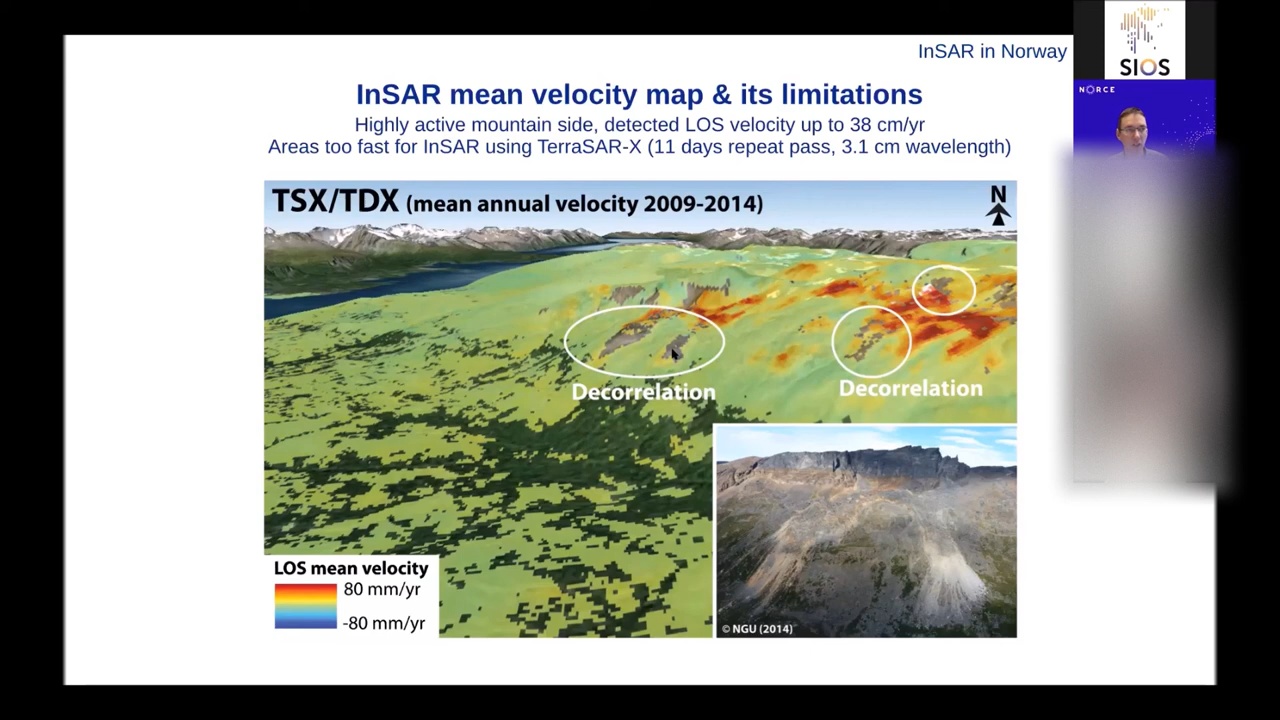 InSAR in Norway
SIOS
NORCE
InSAR mean velocity map & its limitations
Highly active mountain side, detected LOS velocity up to 38 cm/yr
Areas too fast for InSAR using TerraSAR-X (11 days repeat pass, 3.1 cm wavelength)
TSX/TDX (mean annual velocity 2009-2014)
N
Decorrelation
Decorrelation
LOS mean velocity
80 mm/yr
-80 mm/yr
© NGU (2014)